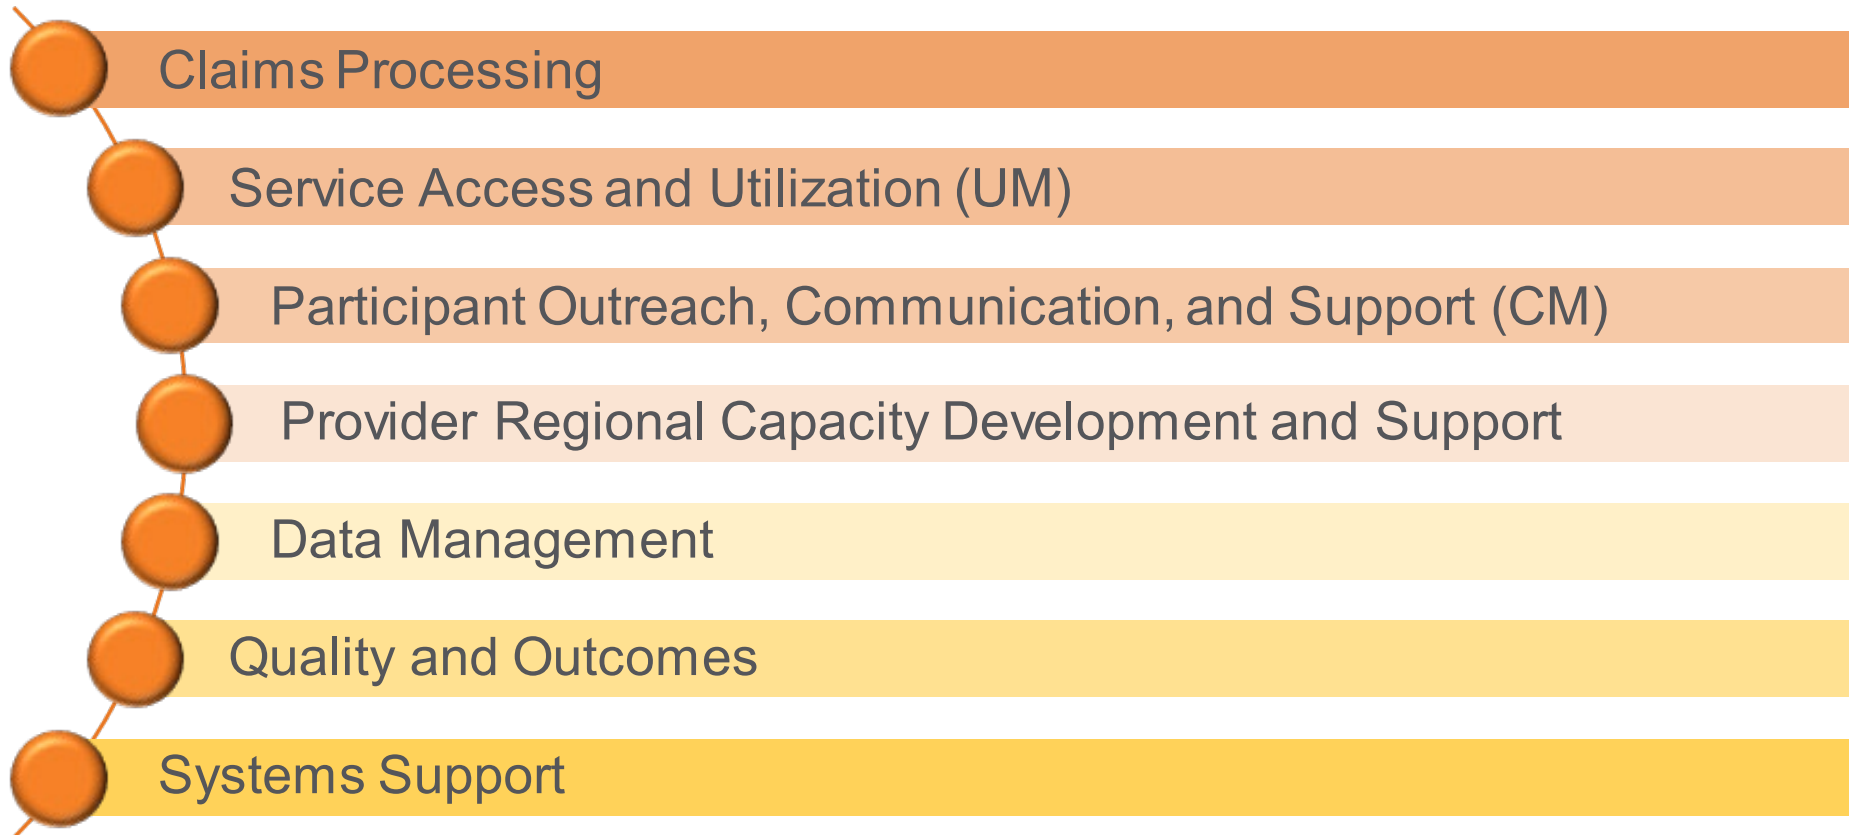 Claims Processing
Service Access and Utilization (UM)
Participant Outreach, Communication, and Support (CM)
Provider Regional Capacity Development and Support
Data Management
Quality and Outcomes
Systems Support